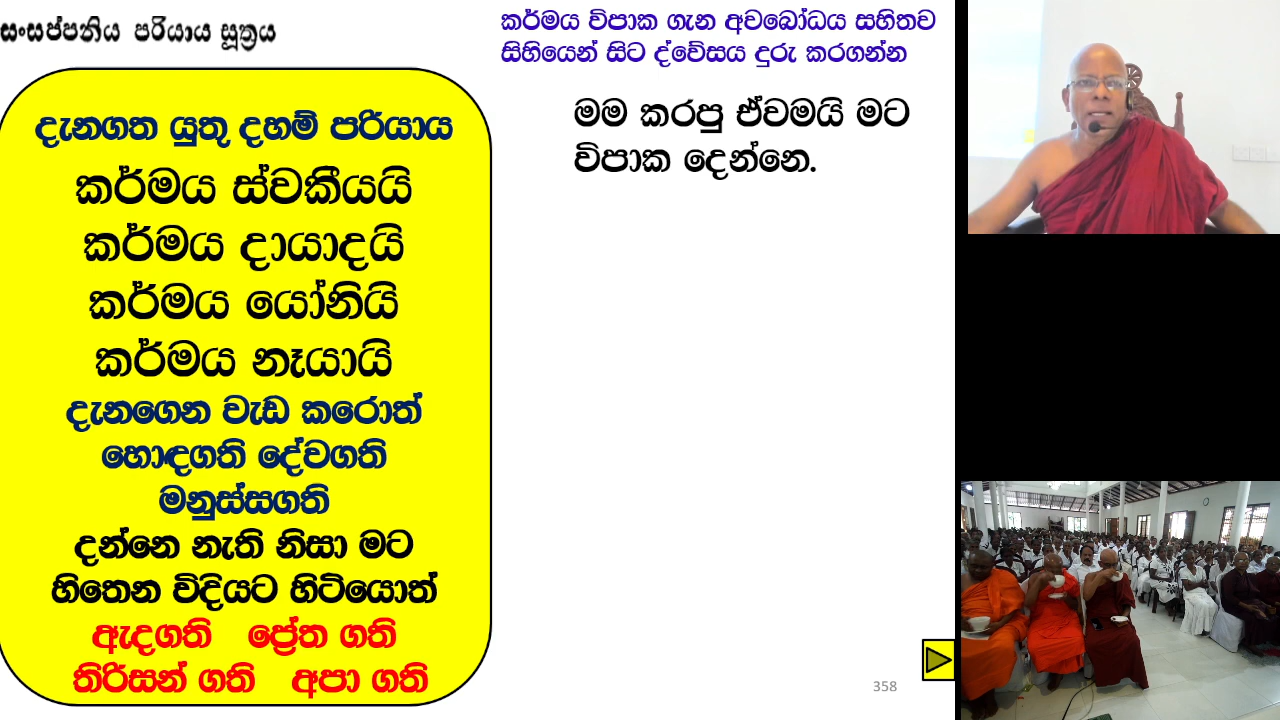 සංසප්පනීය පරියාය සූත්‍රය
කර්මය විපාක ගැන අවබෝධය සහිතව
සිහියෙන් සිට ද්වේසය දුරු කරගන්න
දැනගත යුතු දහම් පරියාය
කර්මය ස්වකීයයි
කර්මය දායාදයි
කර්මය යෝනියි
කර්මය නෑයායි
දැනගෙන වැඩ කරොත්
හොඳගති දේවගති
මනුස්සගති
දන්නෙ නැති නිසා මට
හිතෙන විදියට හිටියොත්
ඇදගති ප්‍රේත ගති
තිරිසන් ගති අපා ගති
මම කරපු ඒවමයි මට
විපාක දෙන්නෙ.
358